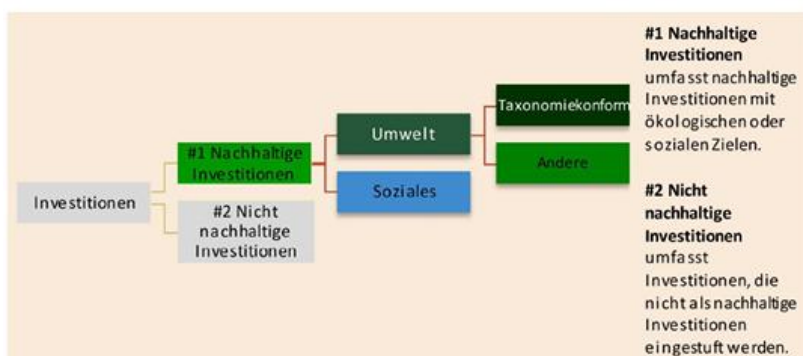 Investitionen
#1 Nachhaltige
Investitionen
#2 Nicht
nachhaltige
Investitionen
Umwelt
Soziales
Taxonomiekonform
Andere
#1 Nachhaltige
Investitionen
umfasst nachhaltige
Investitionen mit
ökologischen oder
sozialen Zielen.
#2 Nicht
nachhaltige
Investitionen
umfasst
Investitionen, die
nicht als nachhaltige
Investitionen
eingestuft werden.